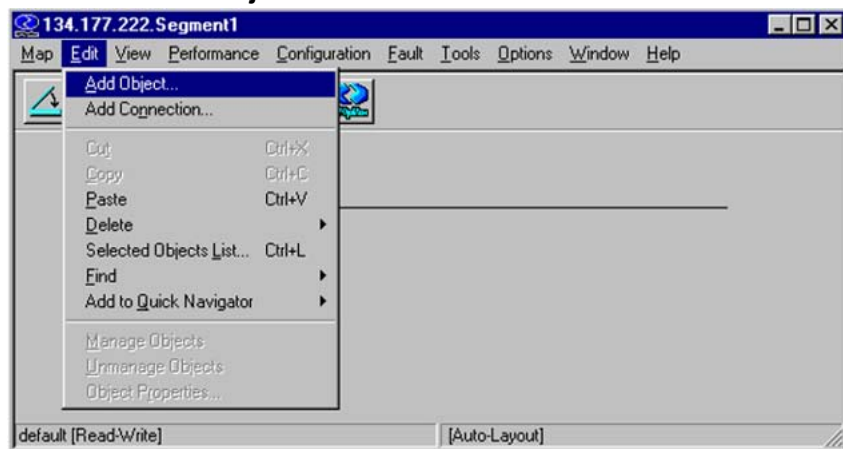 134.177.222.Segment1
Map Edit View Performance Configuration Fault Tools Options Window Help
Add Object...
Add Connection...
Cut Ctrl+X
Copy Ctrl+C
Paste Ctrl+V
Delete
Selected Objects List... Ctrl+L
Find
Add to Quick Navigator
Manage Objects
Unmanage Objects
Object Properties...
default [Read-Write] [Auto-Layout]